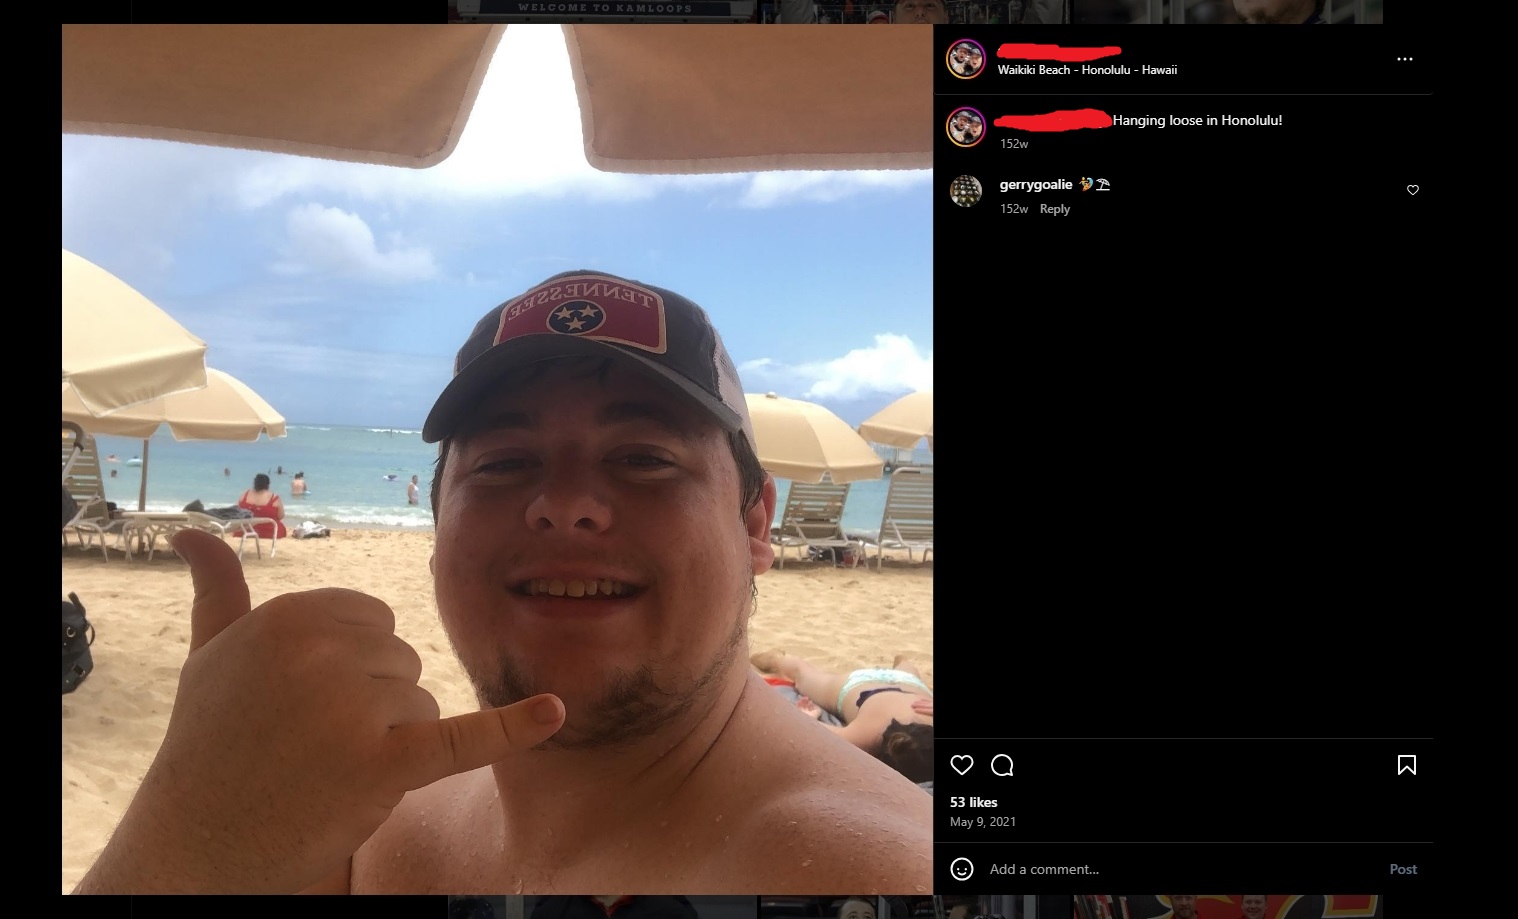 WELCOME TO KAMLOOPS
Waikiki Beach - Honolulu - Hawaii
Hanging loose in Honolulu!
152w
gerrygoalie 🏄⛱
152w Reply
TENNESSEE
53 likes
May 9, 2021
Add a comment... Post